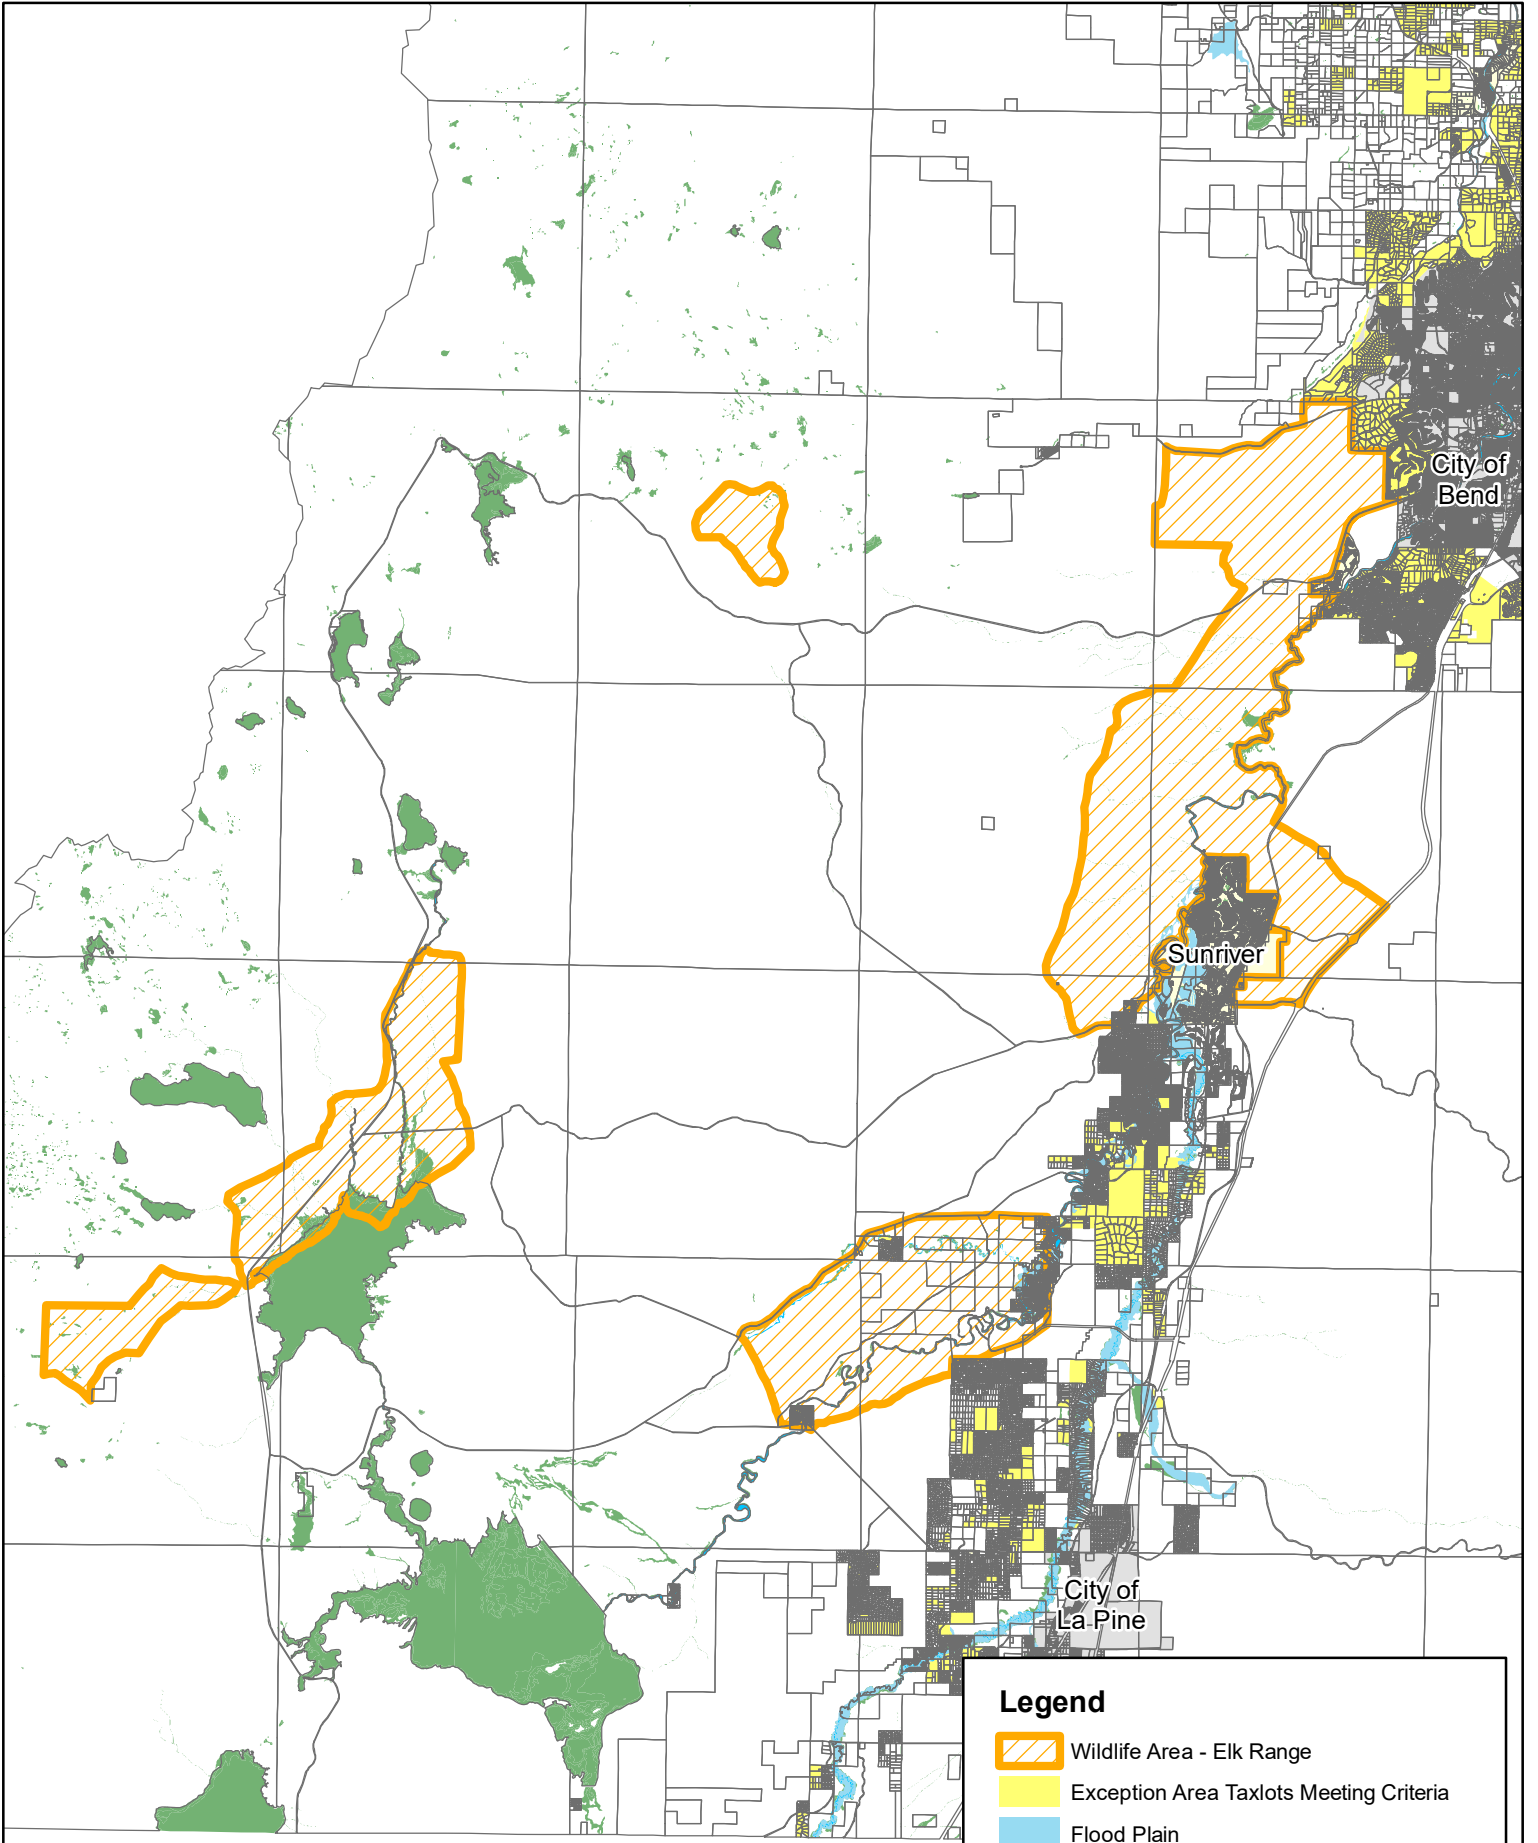 City of
Bend
Sunriver
City of
La Pine
Legend
Wildlife Area - Elk Range
Exception Area Taxlots Meeting Criteria
Flood Plain